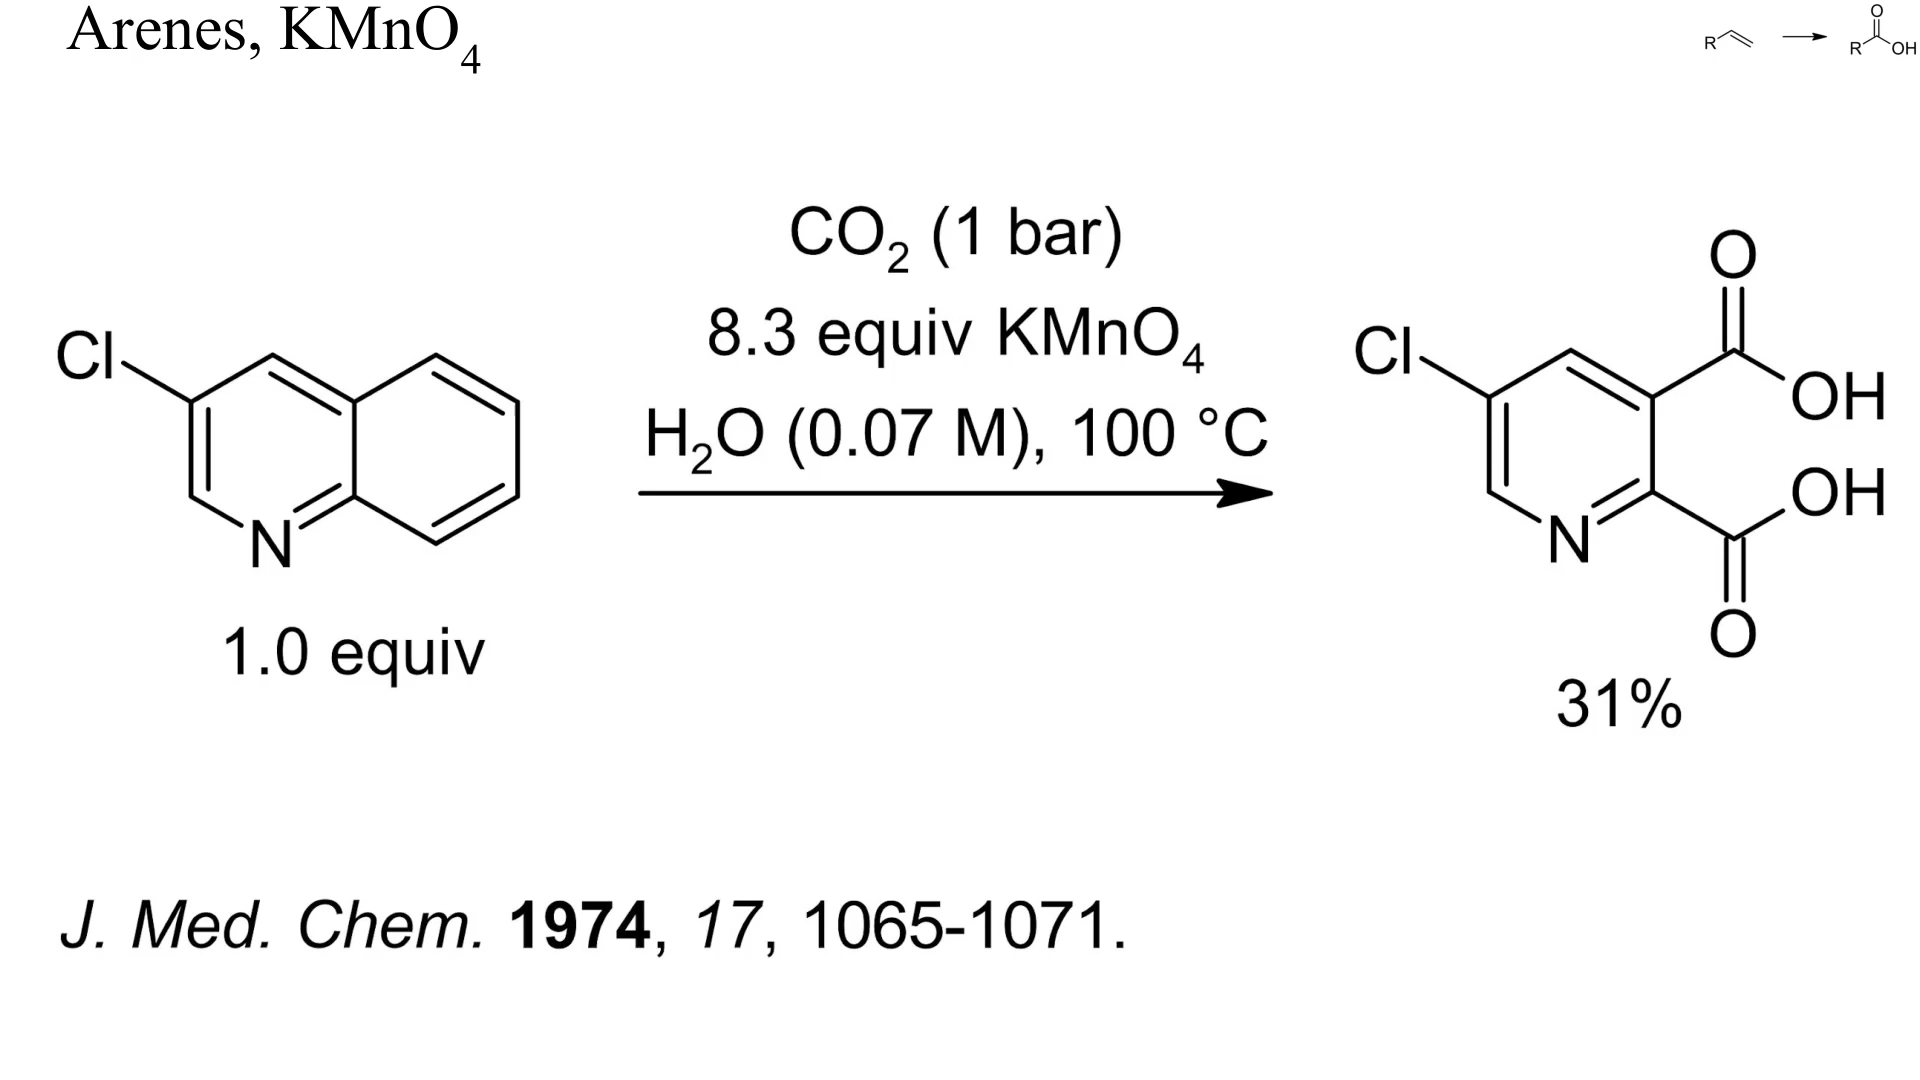 Arenes, KMnO₄
R
O
R
OH
CO₂ (1 bar)
8.3 equiv KMnO₄
H₂O (0.07 M), 100 °C
Cl
N
1.0 equiv
O
Cl
OH
OH
N
O
31%
J. Med. Chem. 1974, 17, 1065-1071.